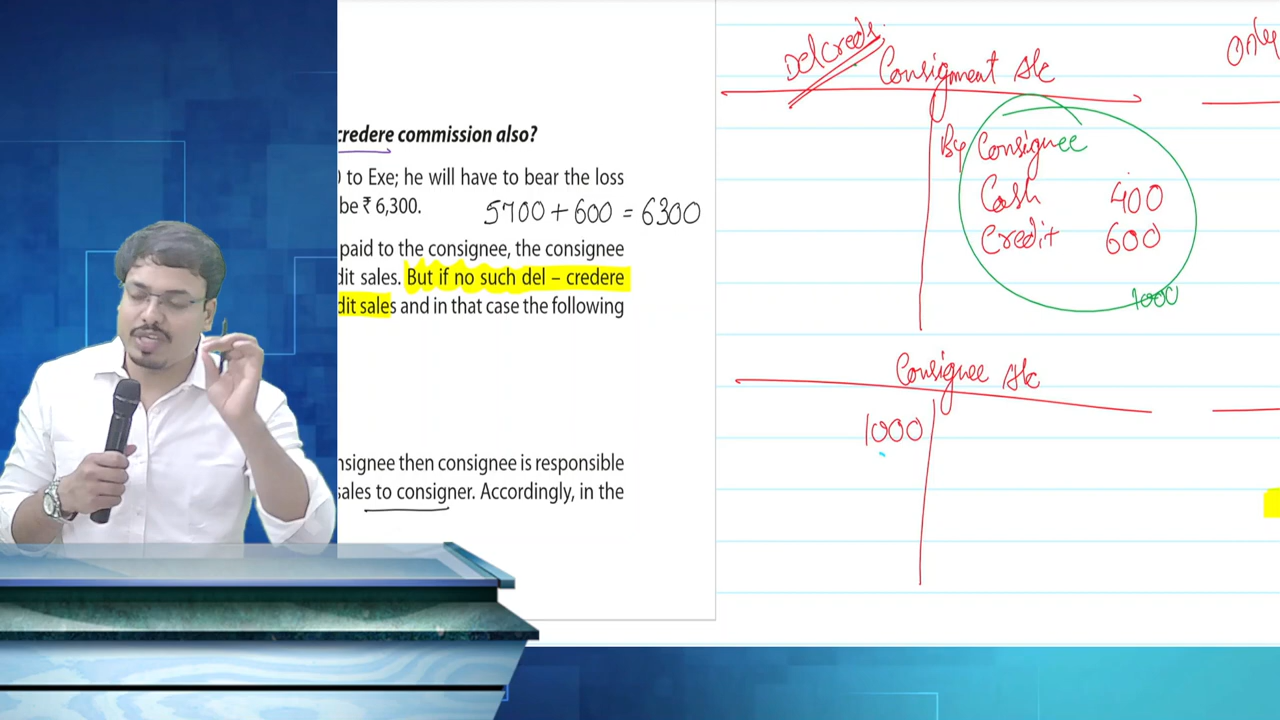 credere commission also?
to Exe; he will have to bear the loss
be ₹ 6,300.
5700 + 600 = 6300
paid to the consignee, the consignee
dit sales. But if no such del – credere
dit sales and in that case the following
nsignee then consignee is responsible
sales to consigner. Accordingly, in the
Del Creds.
Consignment A/c
Only
By Consignee
Cash 400
Credit 600
1000
Consignee A/c
1000